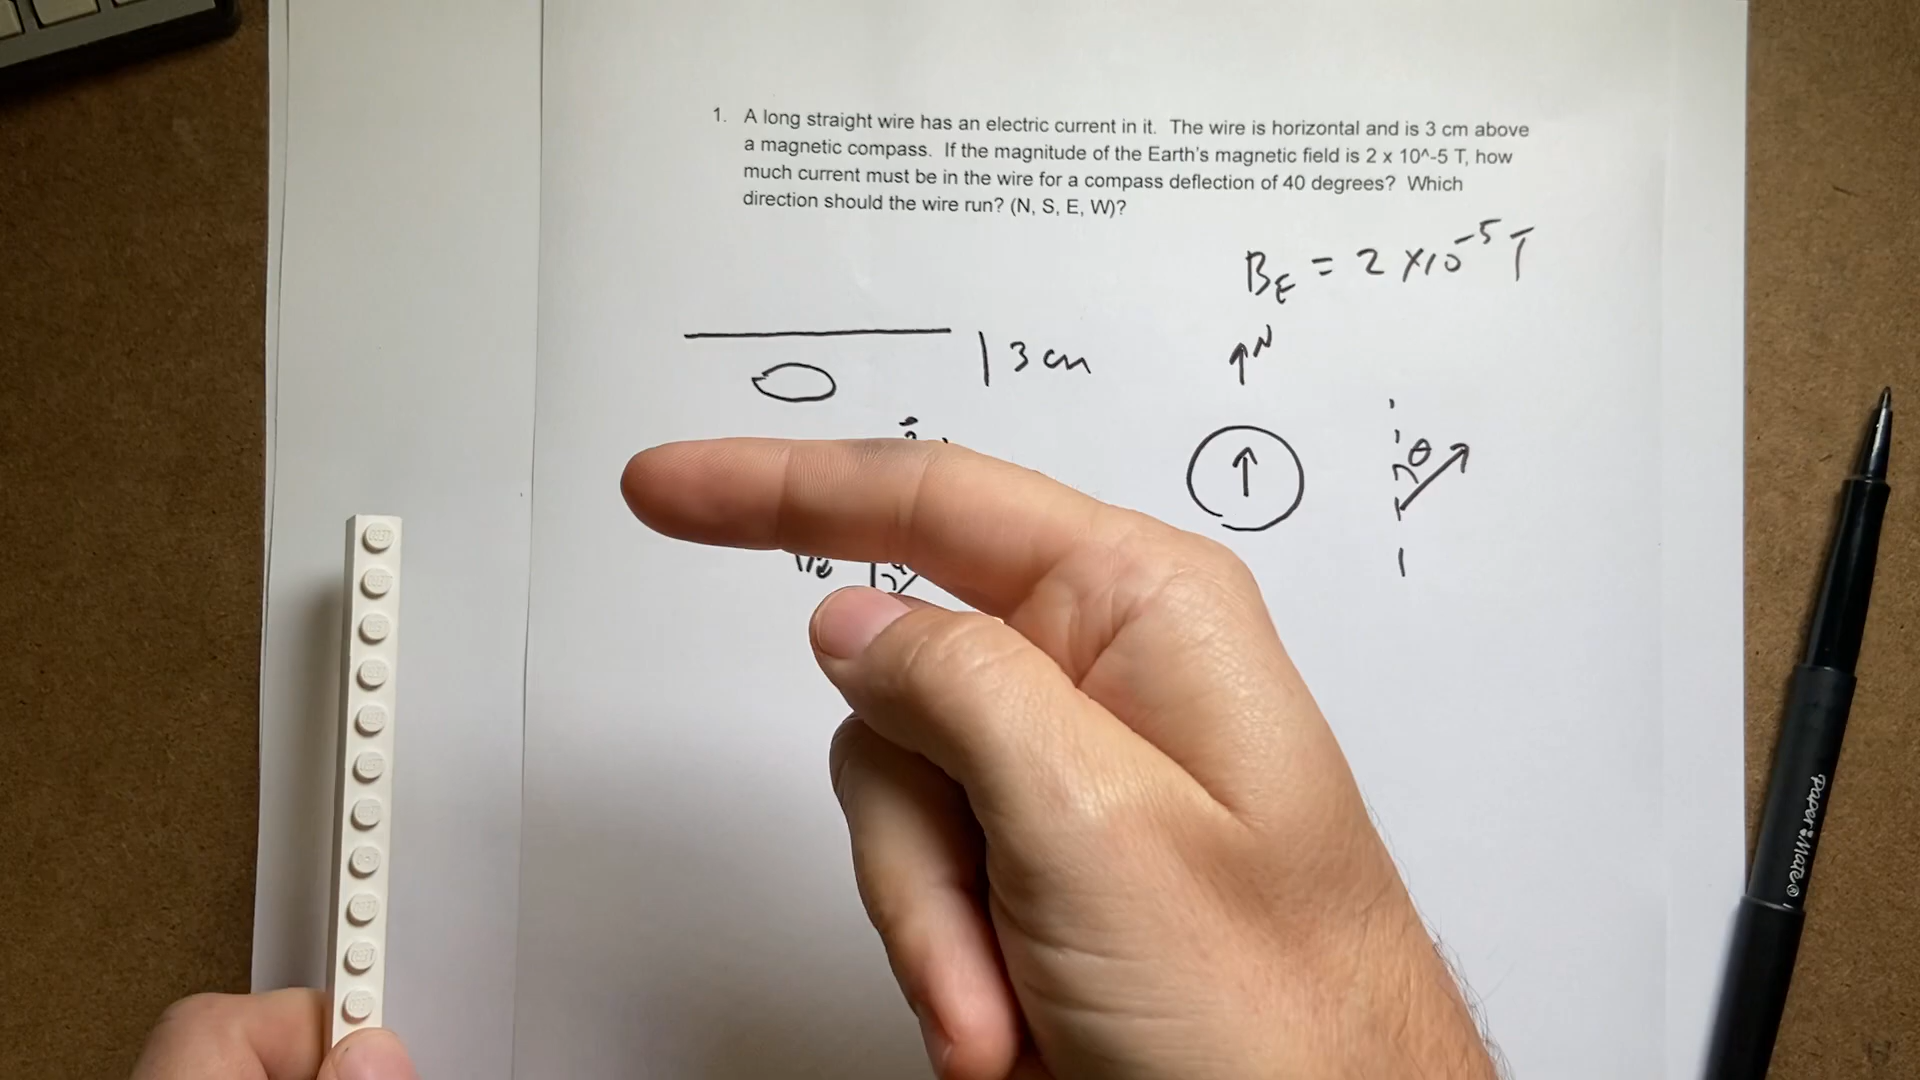 1. A long straight wire has an electric current in it. The wire is horizontal and is 3 cm above
a magnetic compass. If the magnitude of the Earth's magnetic field is 2 x 10^-5 T, how
much current must be in the wire for a compass deflection of 40 degrees? Which
direction should the wire run? (N, S, E, W)?
B_E = 2 x10^-5 T
3 cm
N
θ
Paper:Mate®